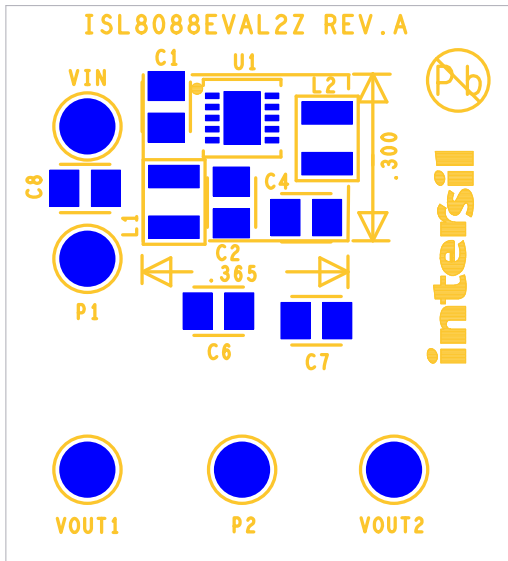 ISL8088EVAL2Z REV.A
C1
U1
VIN
L2
Pb
.300
C8
C4
L1
intersil
C2
.365
P1
C6
C7
VOUT1
P2
VOUT2